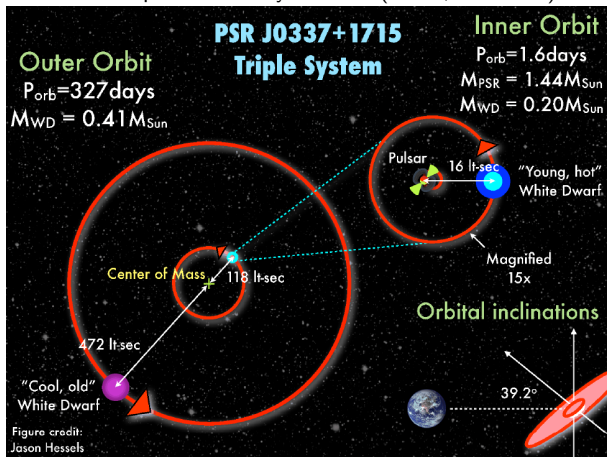 PSR J0337+1715
Triple System
Outer Orbit
Porb=327days
MWD = 0.41MSun
Inner Orbit
Porb=1.6days
MPSR = 1.44MSun
MWD = 0.20MSun
Pulsar
16 lt-sec
"Young, hot"
White Dwarf
Magnified
15x
Center of Mass
118 lt-sec
472 lt-sec
"Cool, old"
White Dwarf
Orbital inclinations
39.2°
Figure credit:
Jason Hessels